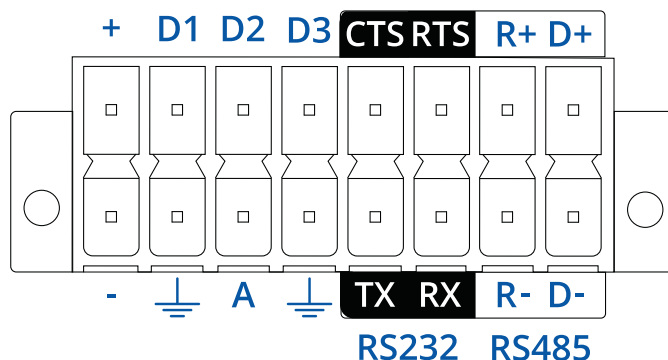 + D1 D2 D3 CTS RTS R+ D+
- A TX RX R- D-
RS232 RS485